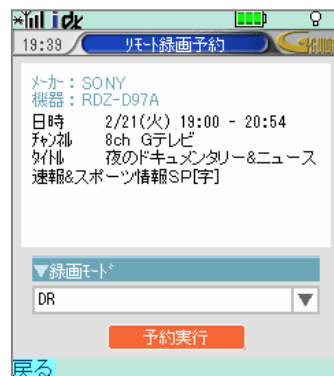 19:39
リモート録画予約
メーカー：SONY
機器：RDZ-D97A
日時 2/21(火) 19:00 - 20:54
チャンネル 8ch Gテレビ
タイトル 夜のドキュメンタリー&ニュース
速報&スポーツ情報SP[字]
▼録画モード
DR
予約実行
戻る